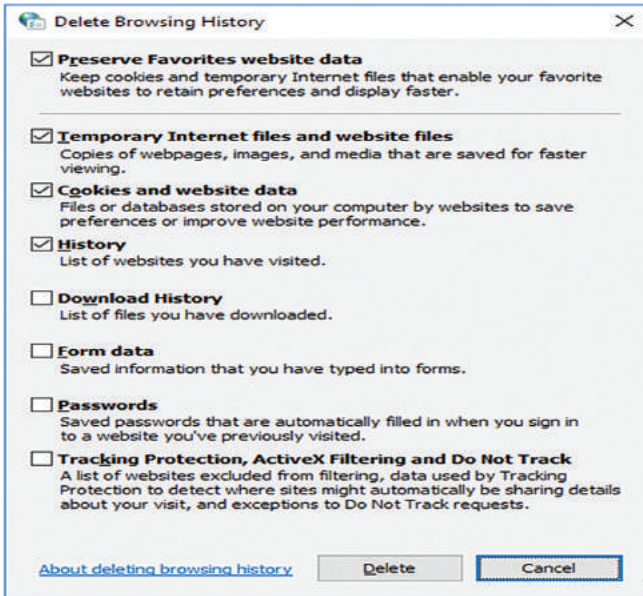 Delete Browsing History
Preserve Favorites website data
Keep cookies and temporary Internet files that enable your favorite
websites to retain preferences and display faster.
Temporary Internet files and website files
Copies of webpages, images, and media that are saved for faster
viewing.
Cookies and website data
Files or databases stored on your computer by websites to save
preferences or improve website performance.
History
List of websites you have visited.
Download History
List of files you have downloaded.
Form data
Saved information that you have typed into forms.
Passwords
Saved passwords that are automatically filled in when you sign in
to a website you've previously visited.
Tracking Protection, ActiveX Filtering and Do Not Track
A list of websites excluded from filtering, data used by Tracking
Protection to detect where sites might automatically be sharing details
about your visit, and exceptions to Do Not Track requests.
About deleting browsing history
Delete
Cancel